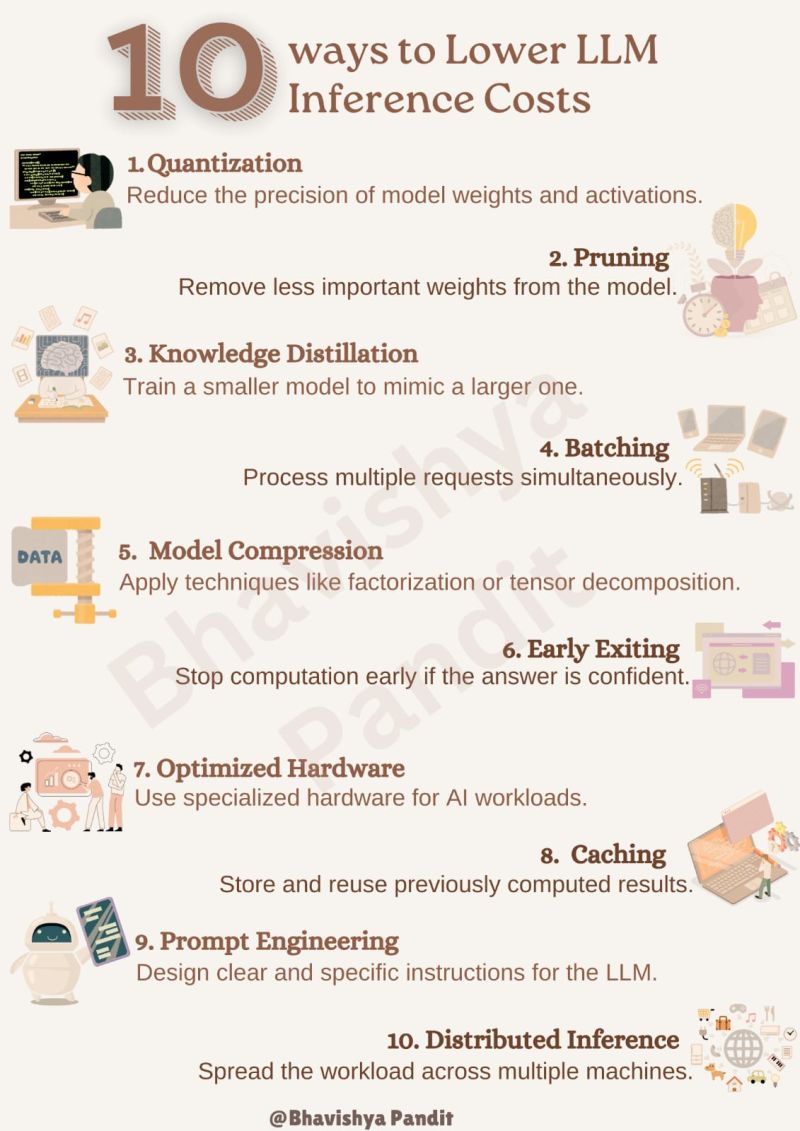 10 ways to Lower LLM
Inference Costs
1. Quantization
Reduce the precision of model weights and activations.
2. Pruning
Remove less important weights from the model.
3. Knowledge Distillation
Train a smaller model to mimic a larger one.
4. Batching
Process multiple requests simultaneously.
DATA
5. Model Compression
Apply techniques like factorization or tensor decomposition.
6. Early Exiting
Stop computation early if the answer is confident.
7. Optimized Hardware
Use specialized hardware for AI workloads.
8. Caching
Store and reuse previously computed results.
9. Prompt Engineering
Design clear and specific instructions for the LLM.
10. Distributed Inference
Spread the workload across multiple machines.
Bhavishya
Pandit
@Bhavishya Pandit